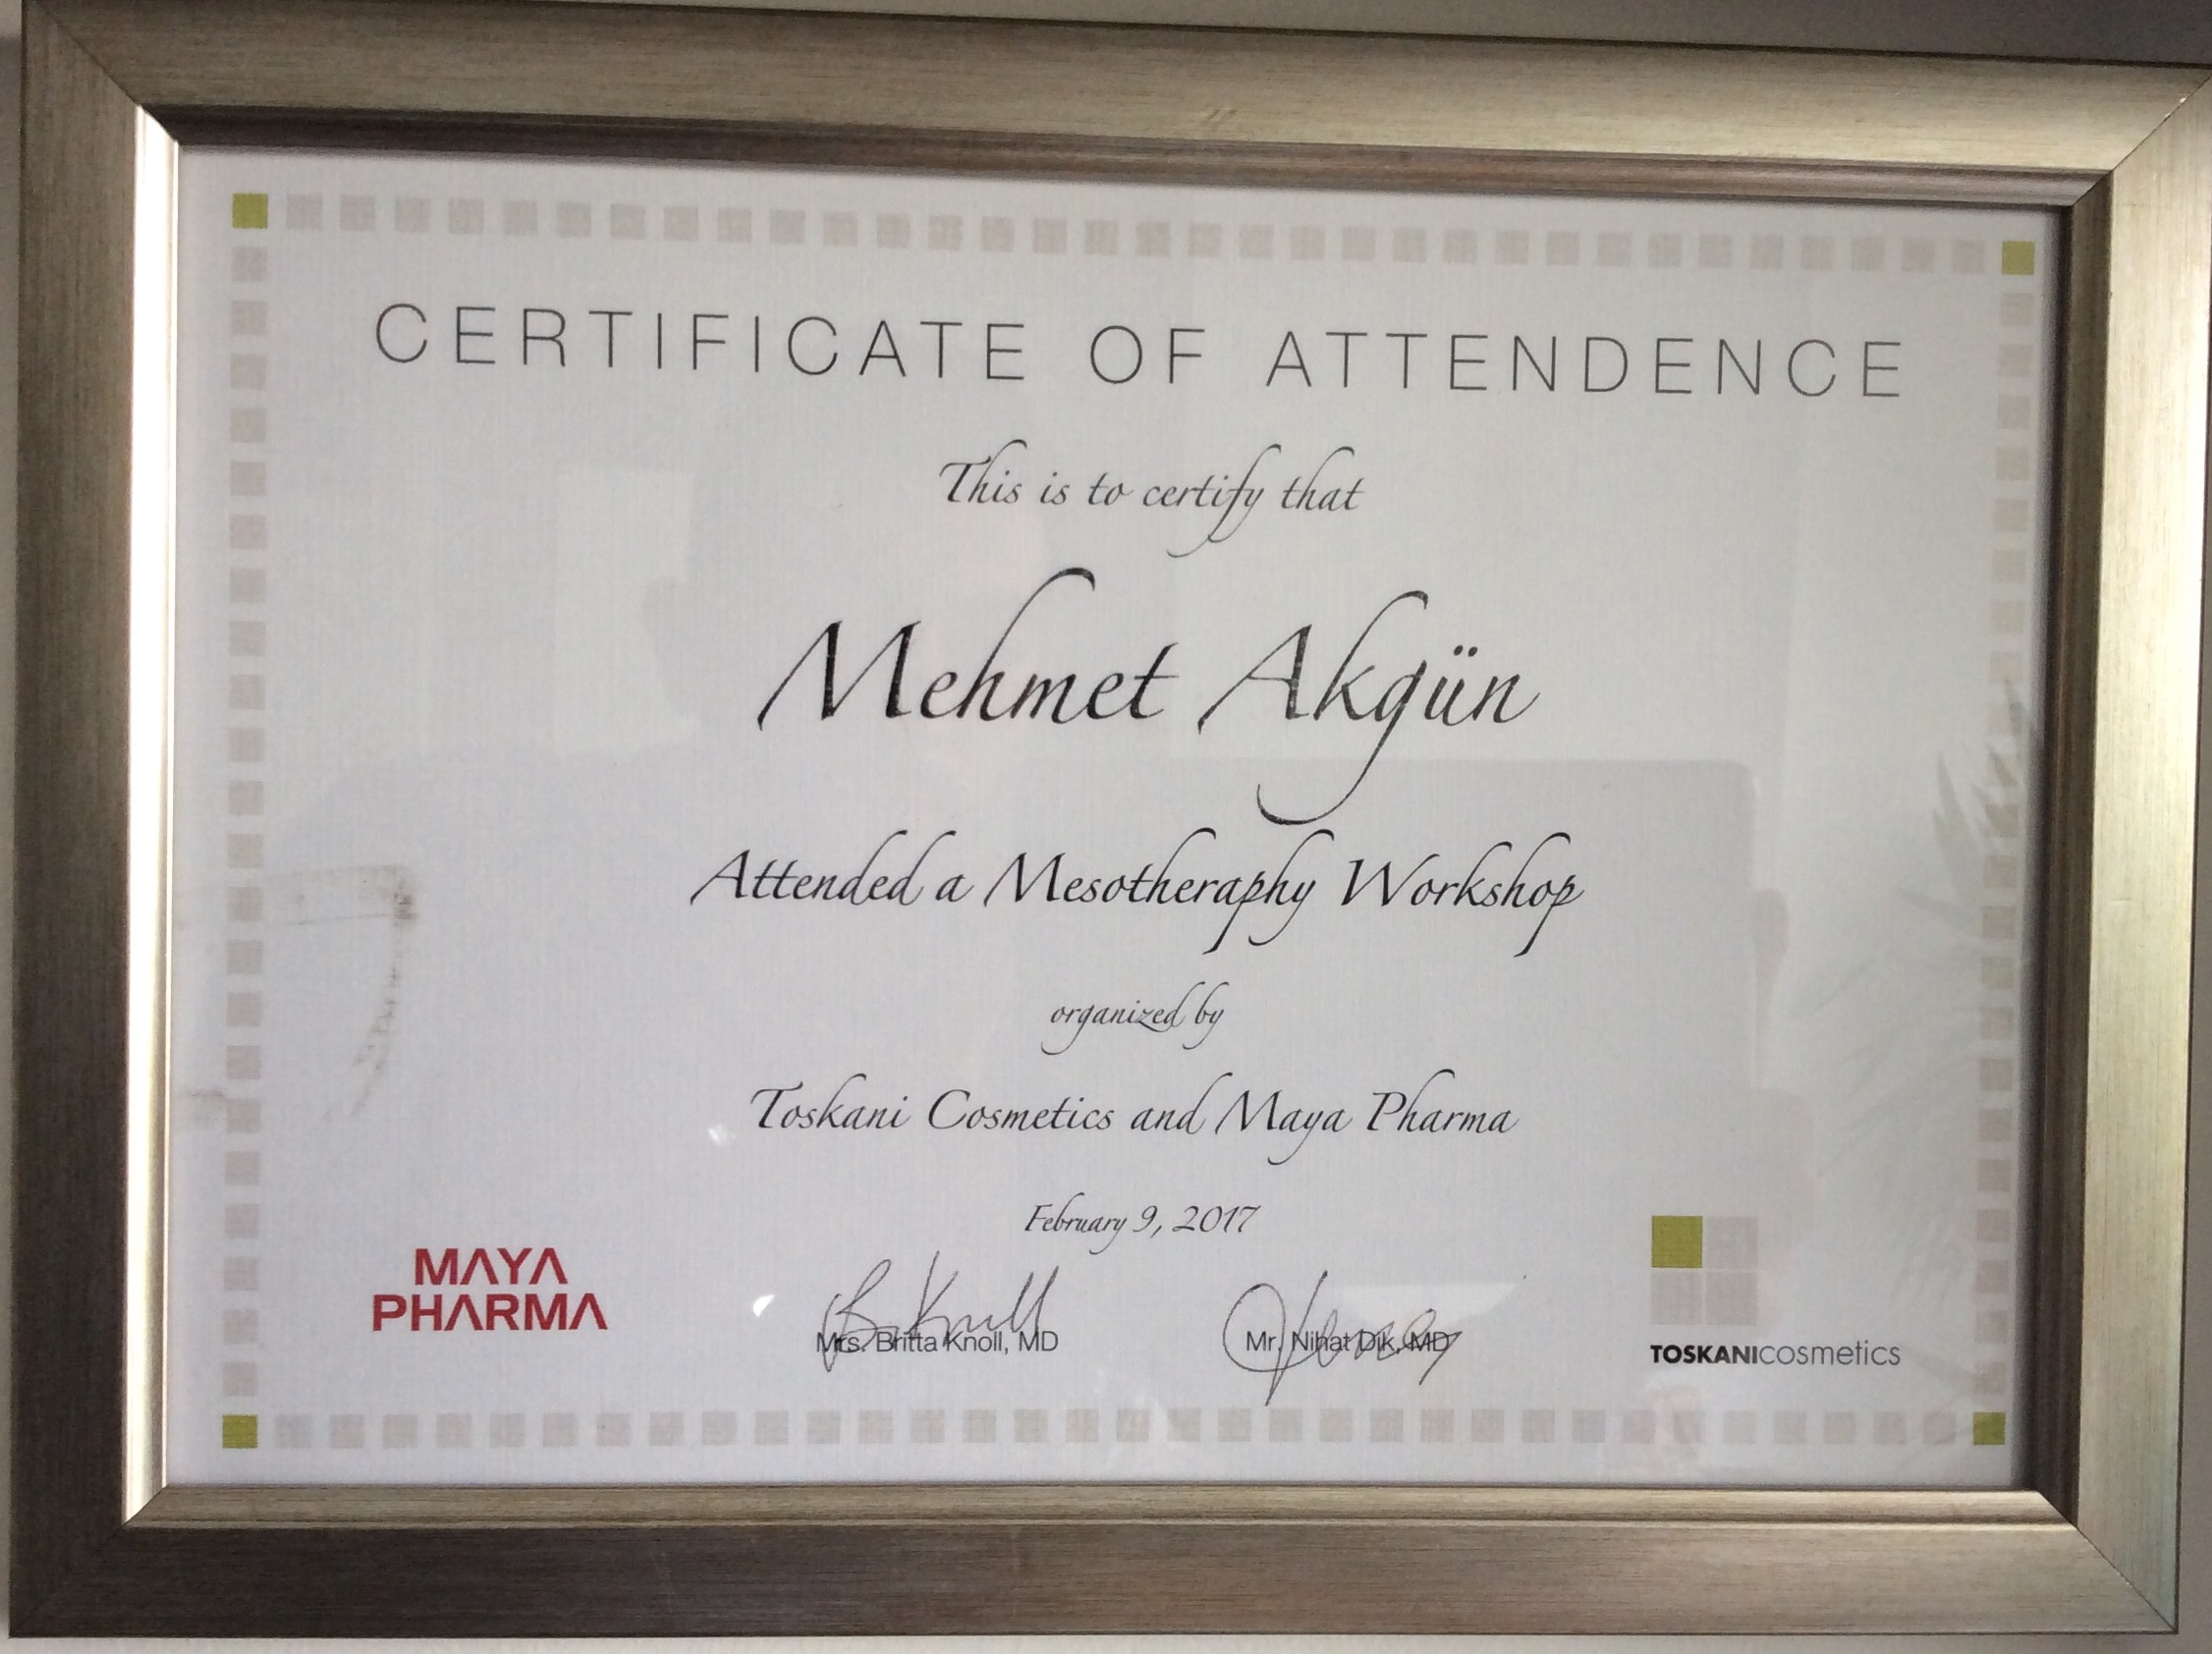 CERTIFICATE OF ATTENDENCE
This is to certify that
Mehmet Akgün
Attended a Mesotheraphy Workshop
organized by
Toskani Cosmetics and Maya Pharma
February 9, 2017
MAYA
PHARMA
B. Knoll
Mrs. Britta Knoll, MD
Mr. Nihat Dik, MD
TOSKANIcosmetics